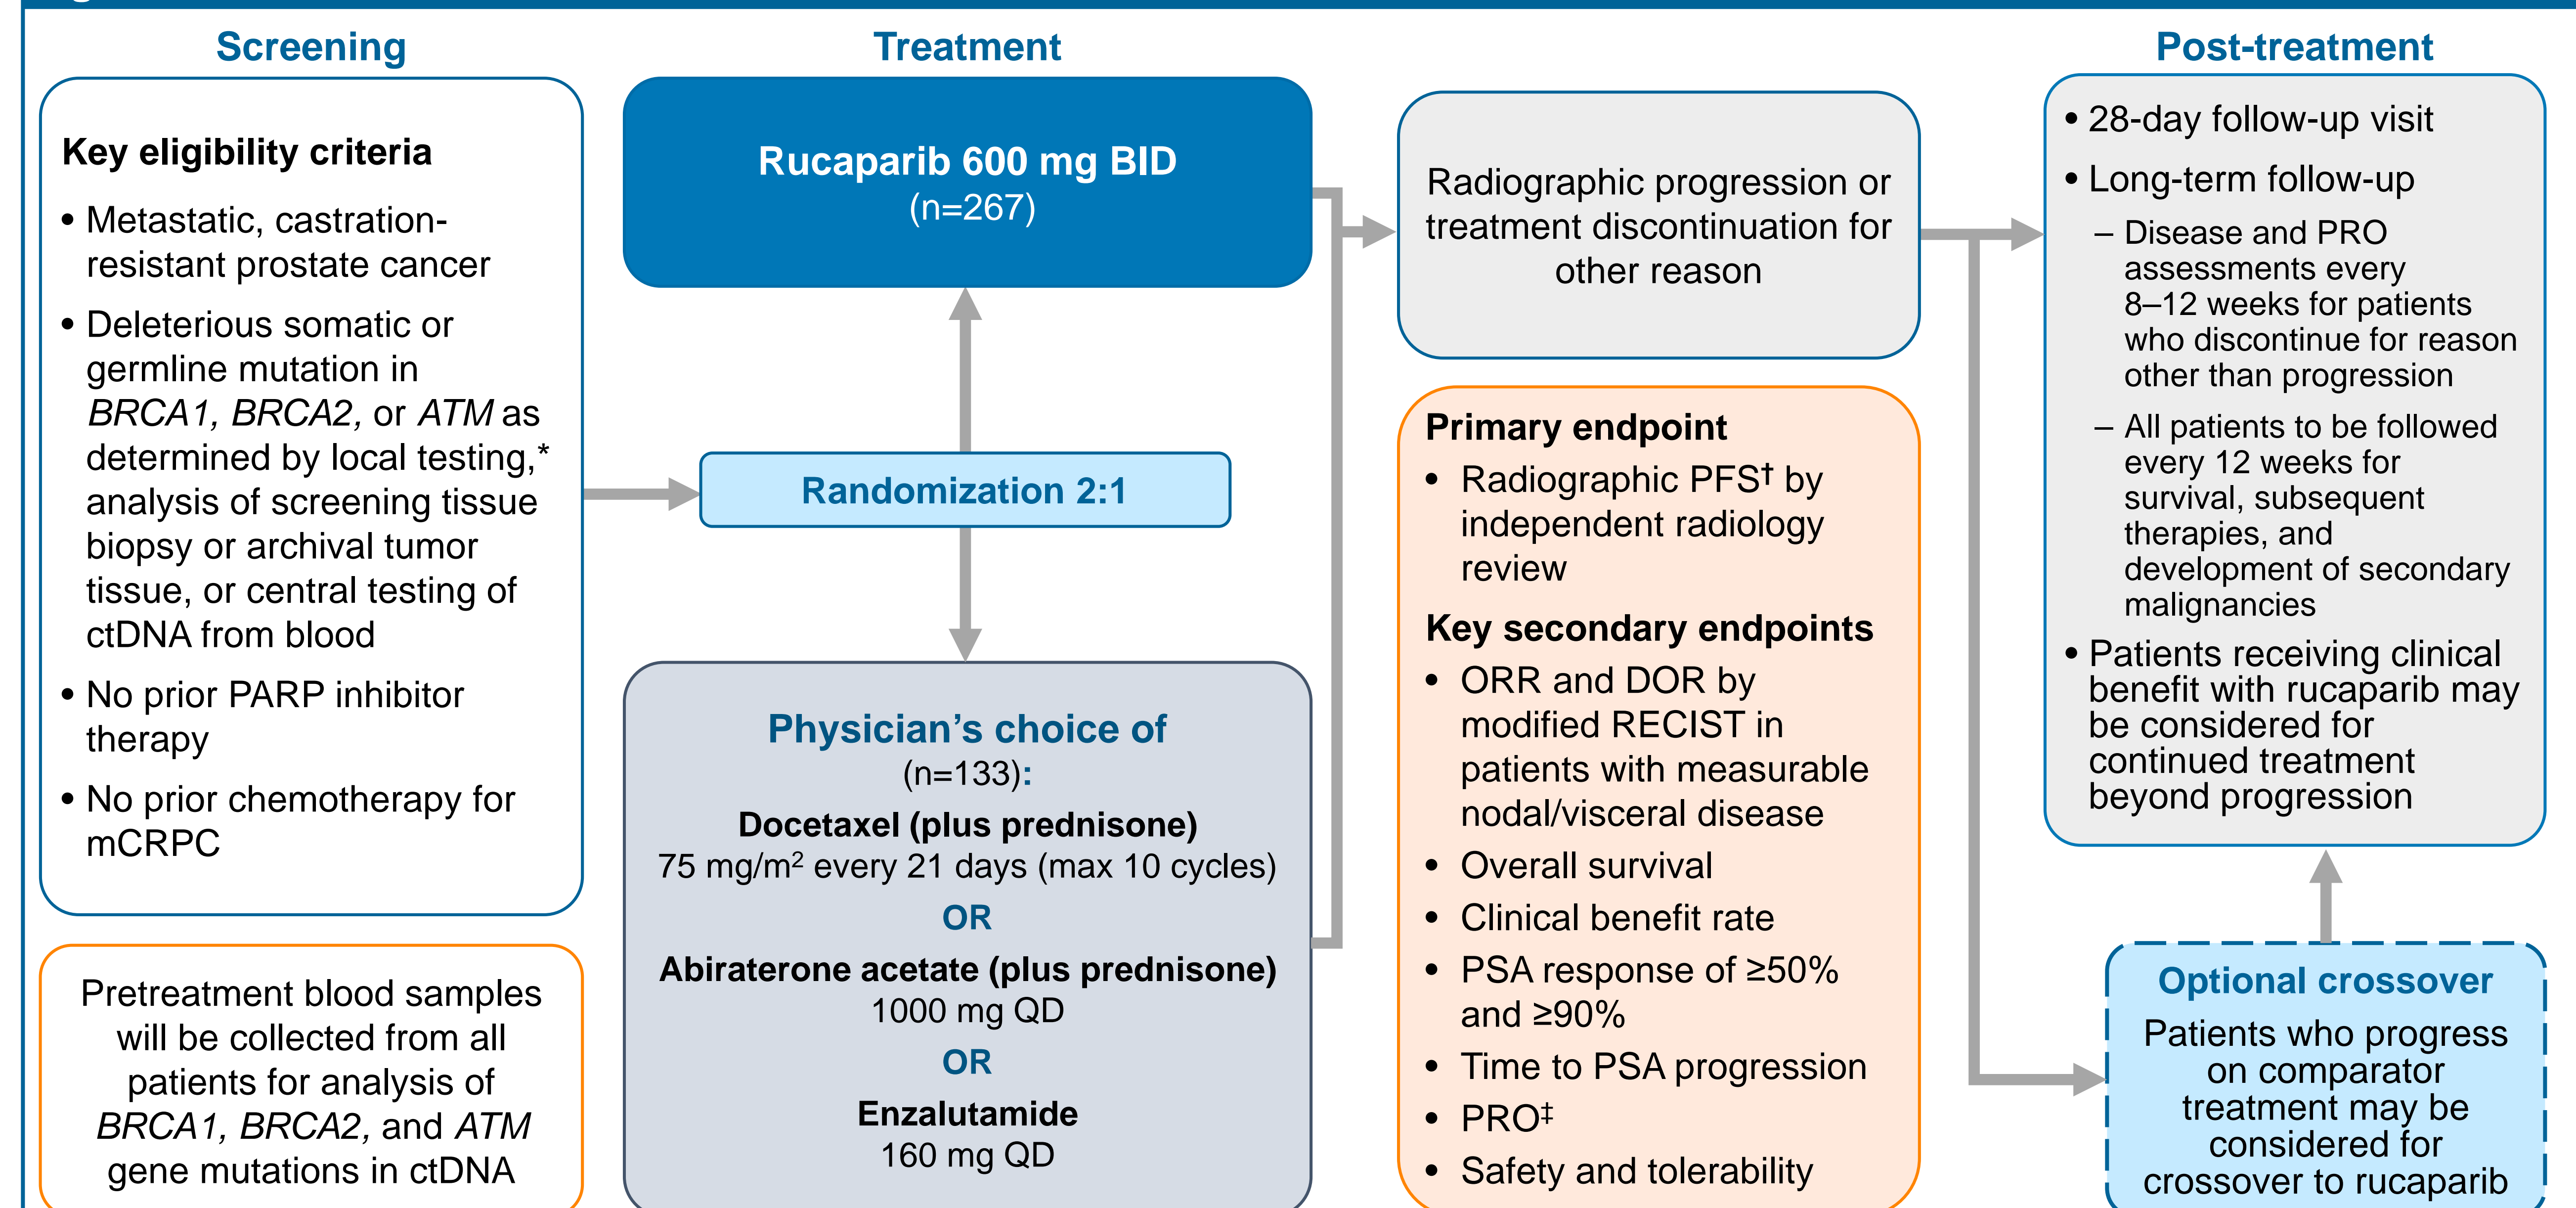 Screening
Key eligibility criteria
• Metastatic, castration-
resistant prostate cancer
• Deleterious somatic or
germline mutation in
BRCA1, BRCA2, or ATM as
determined by local testing,*
analysis of screening tissue
biopsy or archival tumor
tissue, or central testing of
ctDNA from blood
• No prior PARP inhibitor
therapy
• No prior chemotherapy for
mCRPC
Pretreatment blood samples
will be collected from all
patients for analysis of
BRCA1, BRCA2, and ATM
gene mutations in ctDNA
Treatment
Rucaparib 600 mg BID
(n=267)
Randomization 2:1
Physician’s choice of
(n=133):
Docetaxel (plus prednisone)
75 mg/m² every 21 days (max 10 cycles)
OR
Abiraterone acetate (plus prednisone)
1000 mg QD
OR
Enzalutamide
160 mg QD
Radiographic progression or
treatment discontinuation for
other reason
Primary endpoint
• Radiographic PFS† by
independent radiology
review
Key secondary endpoints
• ORR and DOR by
modified RECIST in
patients with measurable
nodal/visceral disease
• Overall survival
• Clinical benefit rate
• PSA response of ≥50%
and ≥90%
• Time to PSA progression
• PRO‡
• Safety and tolerability
Post-treatment
• 28-day follow-up visit
• Long-term follow-up
– Disease and PRO
assessments every
8–12 weeks for patients
who discontinue for reason
other than progression
– All patients to be followed
every 12 weeks for
survival, subsequent
therapies, and
development of secondary
malignancies
• Patients receiving clinical
benefit with rucaparib may
be considered for
continued treatment
beyond progression
Optional crossover
Patients who progress
on comparator
treatment may be
considered for
crossover to rucaparib